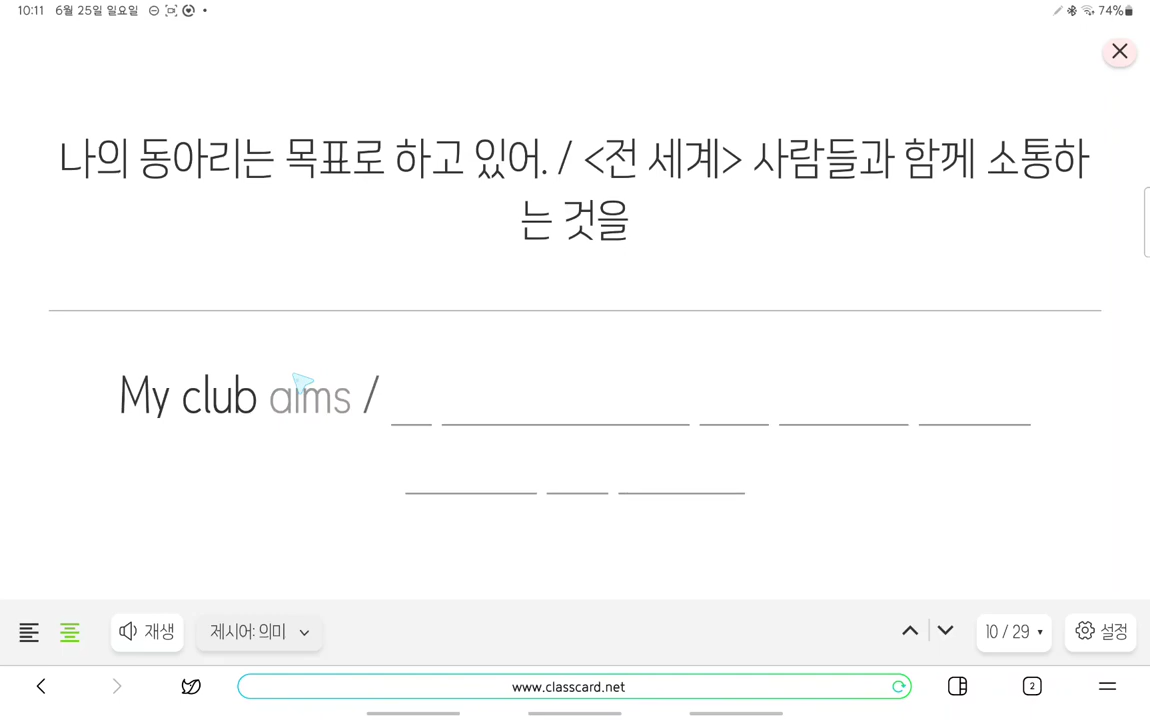 10:11 6월 25일 일요일
74%
나의 동아리는 목표로 하고 있어. / <전 세계> 사람들과 함께 소통하
는 것을
My club aims /
재생
제시어: 의미
10 / 29
설정
www.classcard.net
2